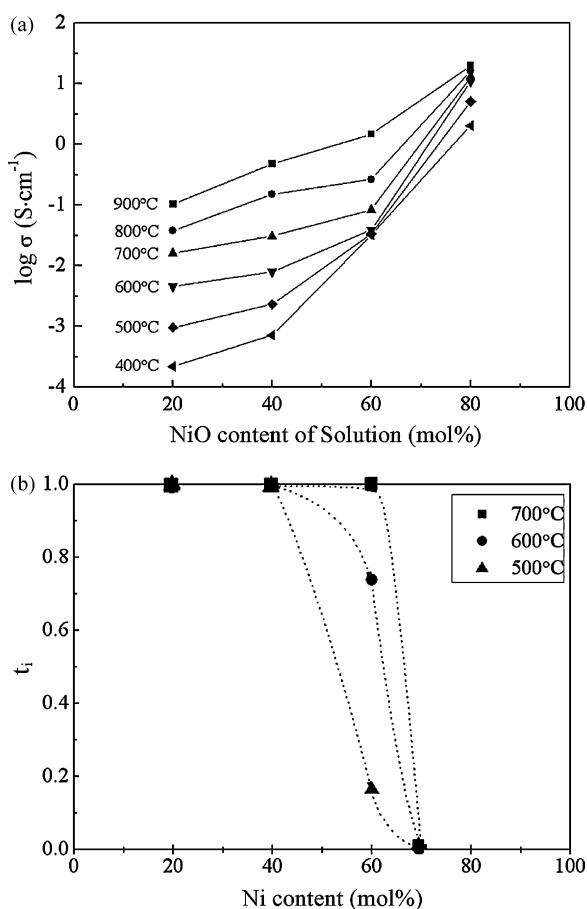 (a)
2
1
0
-1
-2
-3
-4
log σ (S·cm⁻¹)
900°C
800°C
700°C
600°C
500°C
400°C
0 20 40 60 80 100
NiO content of Solution (mol%)
(b)
1.0
0.8
0.6
0.4
0.2
0.0
tᵢ
700°C
600°C
500°C
0 20 40 60 80 100
Ni content (mol%)